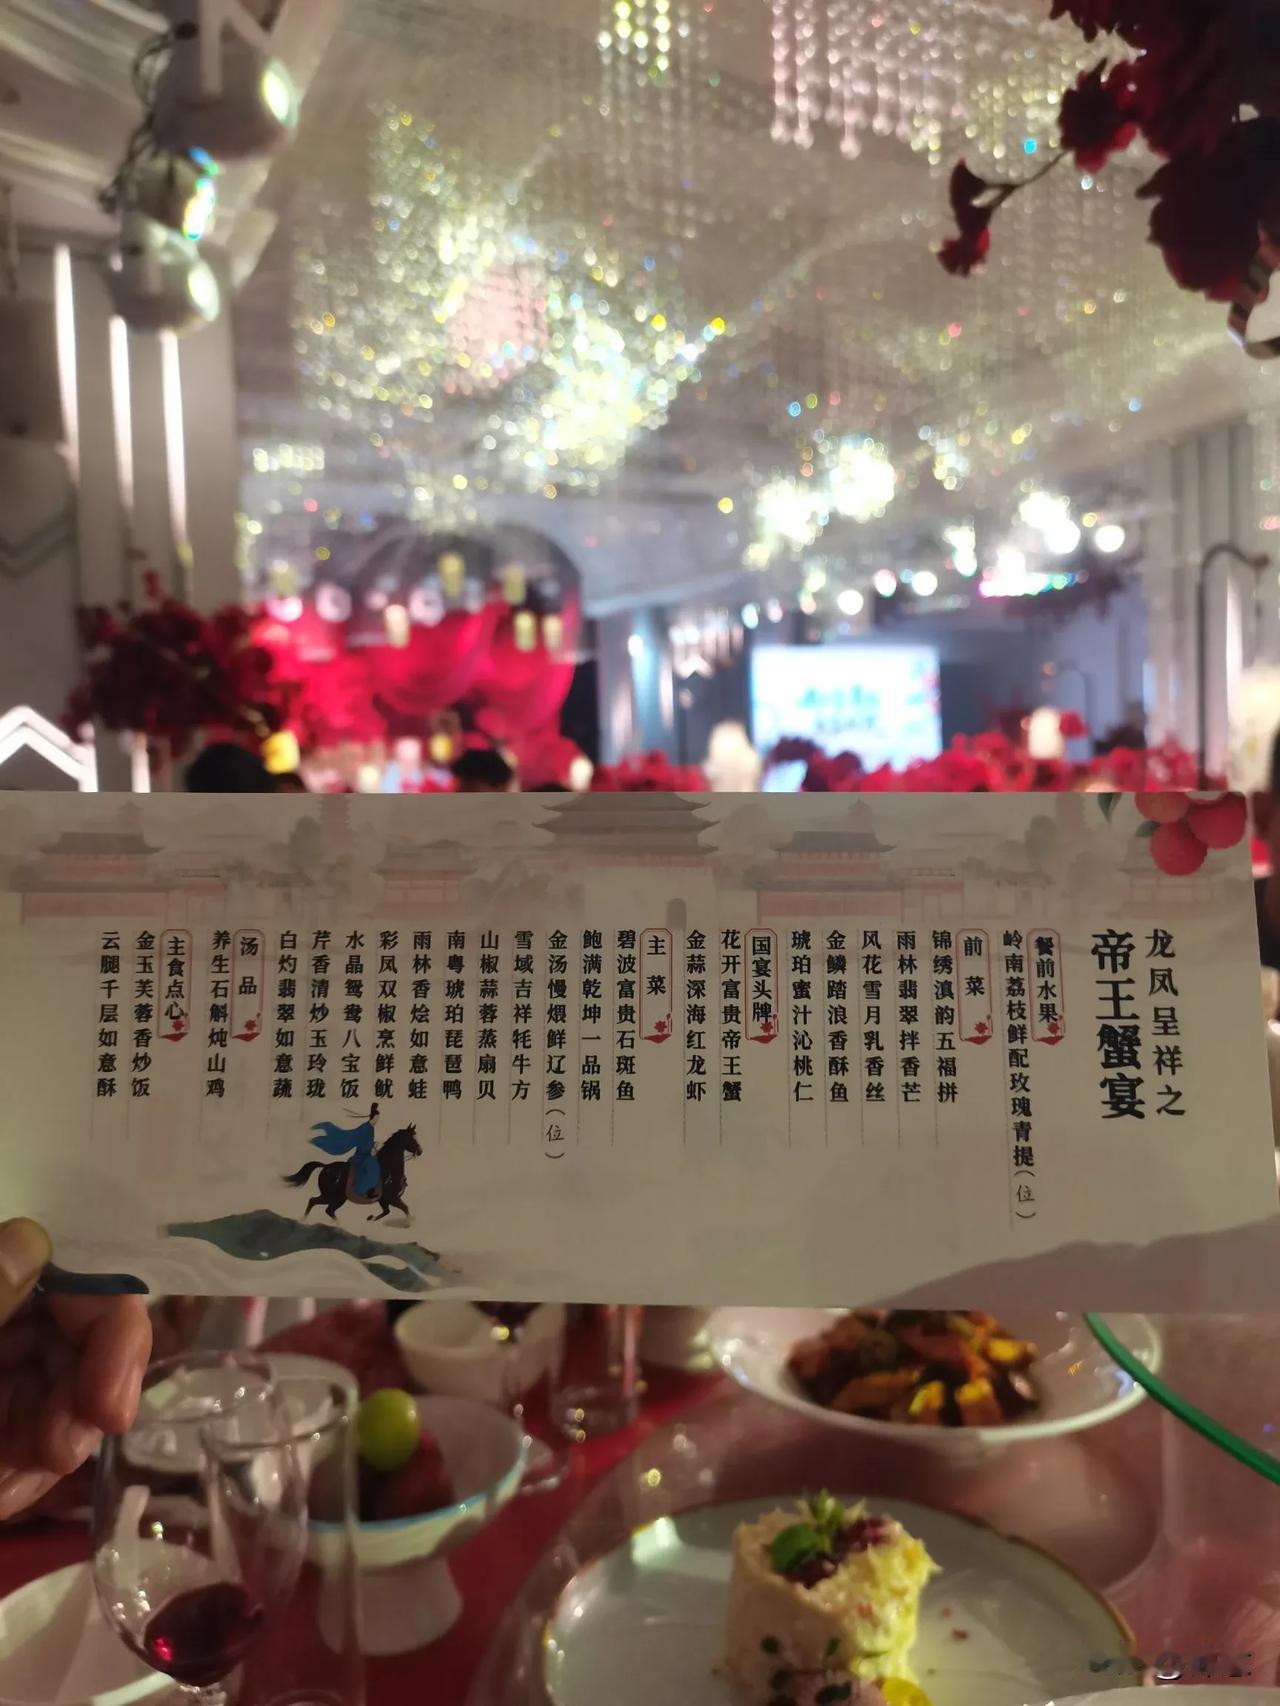 龙凤呈祥之
帝王蟹宴
餐前水果
岭南荔枝鲜配玫瑰青提(位)
前菜
锦绣滇韵五福拼
雨林翡翠拌香芒
风花雪月乳香丝
金鳞踏浪香酥鱼
琥珀蜜汁沁桃仁
国宴头牌
花开富贵帝王蟹
金蒜深海红龙虾
主菜
碧波富贵石斑鱼
鲍满乾坤一品锅
金汤慢煨鲜辽参(位)
雪域吉祥牦牛方
山椒蒜蓉蒸扇贝
南粤琥珀琵琶鸭
雨林香烩如意蛙
彩凤双椒烹鲜鱿
水晶鸳鸯八宝饭
芹香清炒玉玲珑
白灼翡翠如意蔬
汤品
养生石斛炖山鸡
主食点心
金玉芙蓉香炒饭
云腿千层如意酥